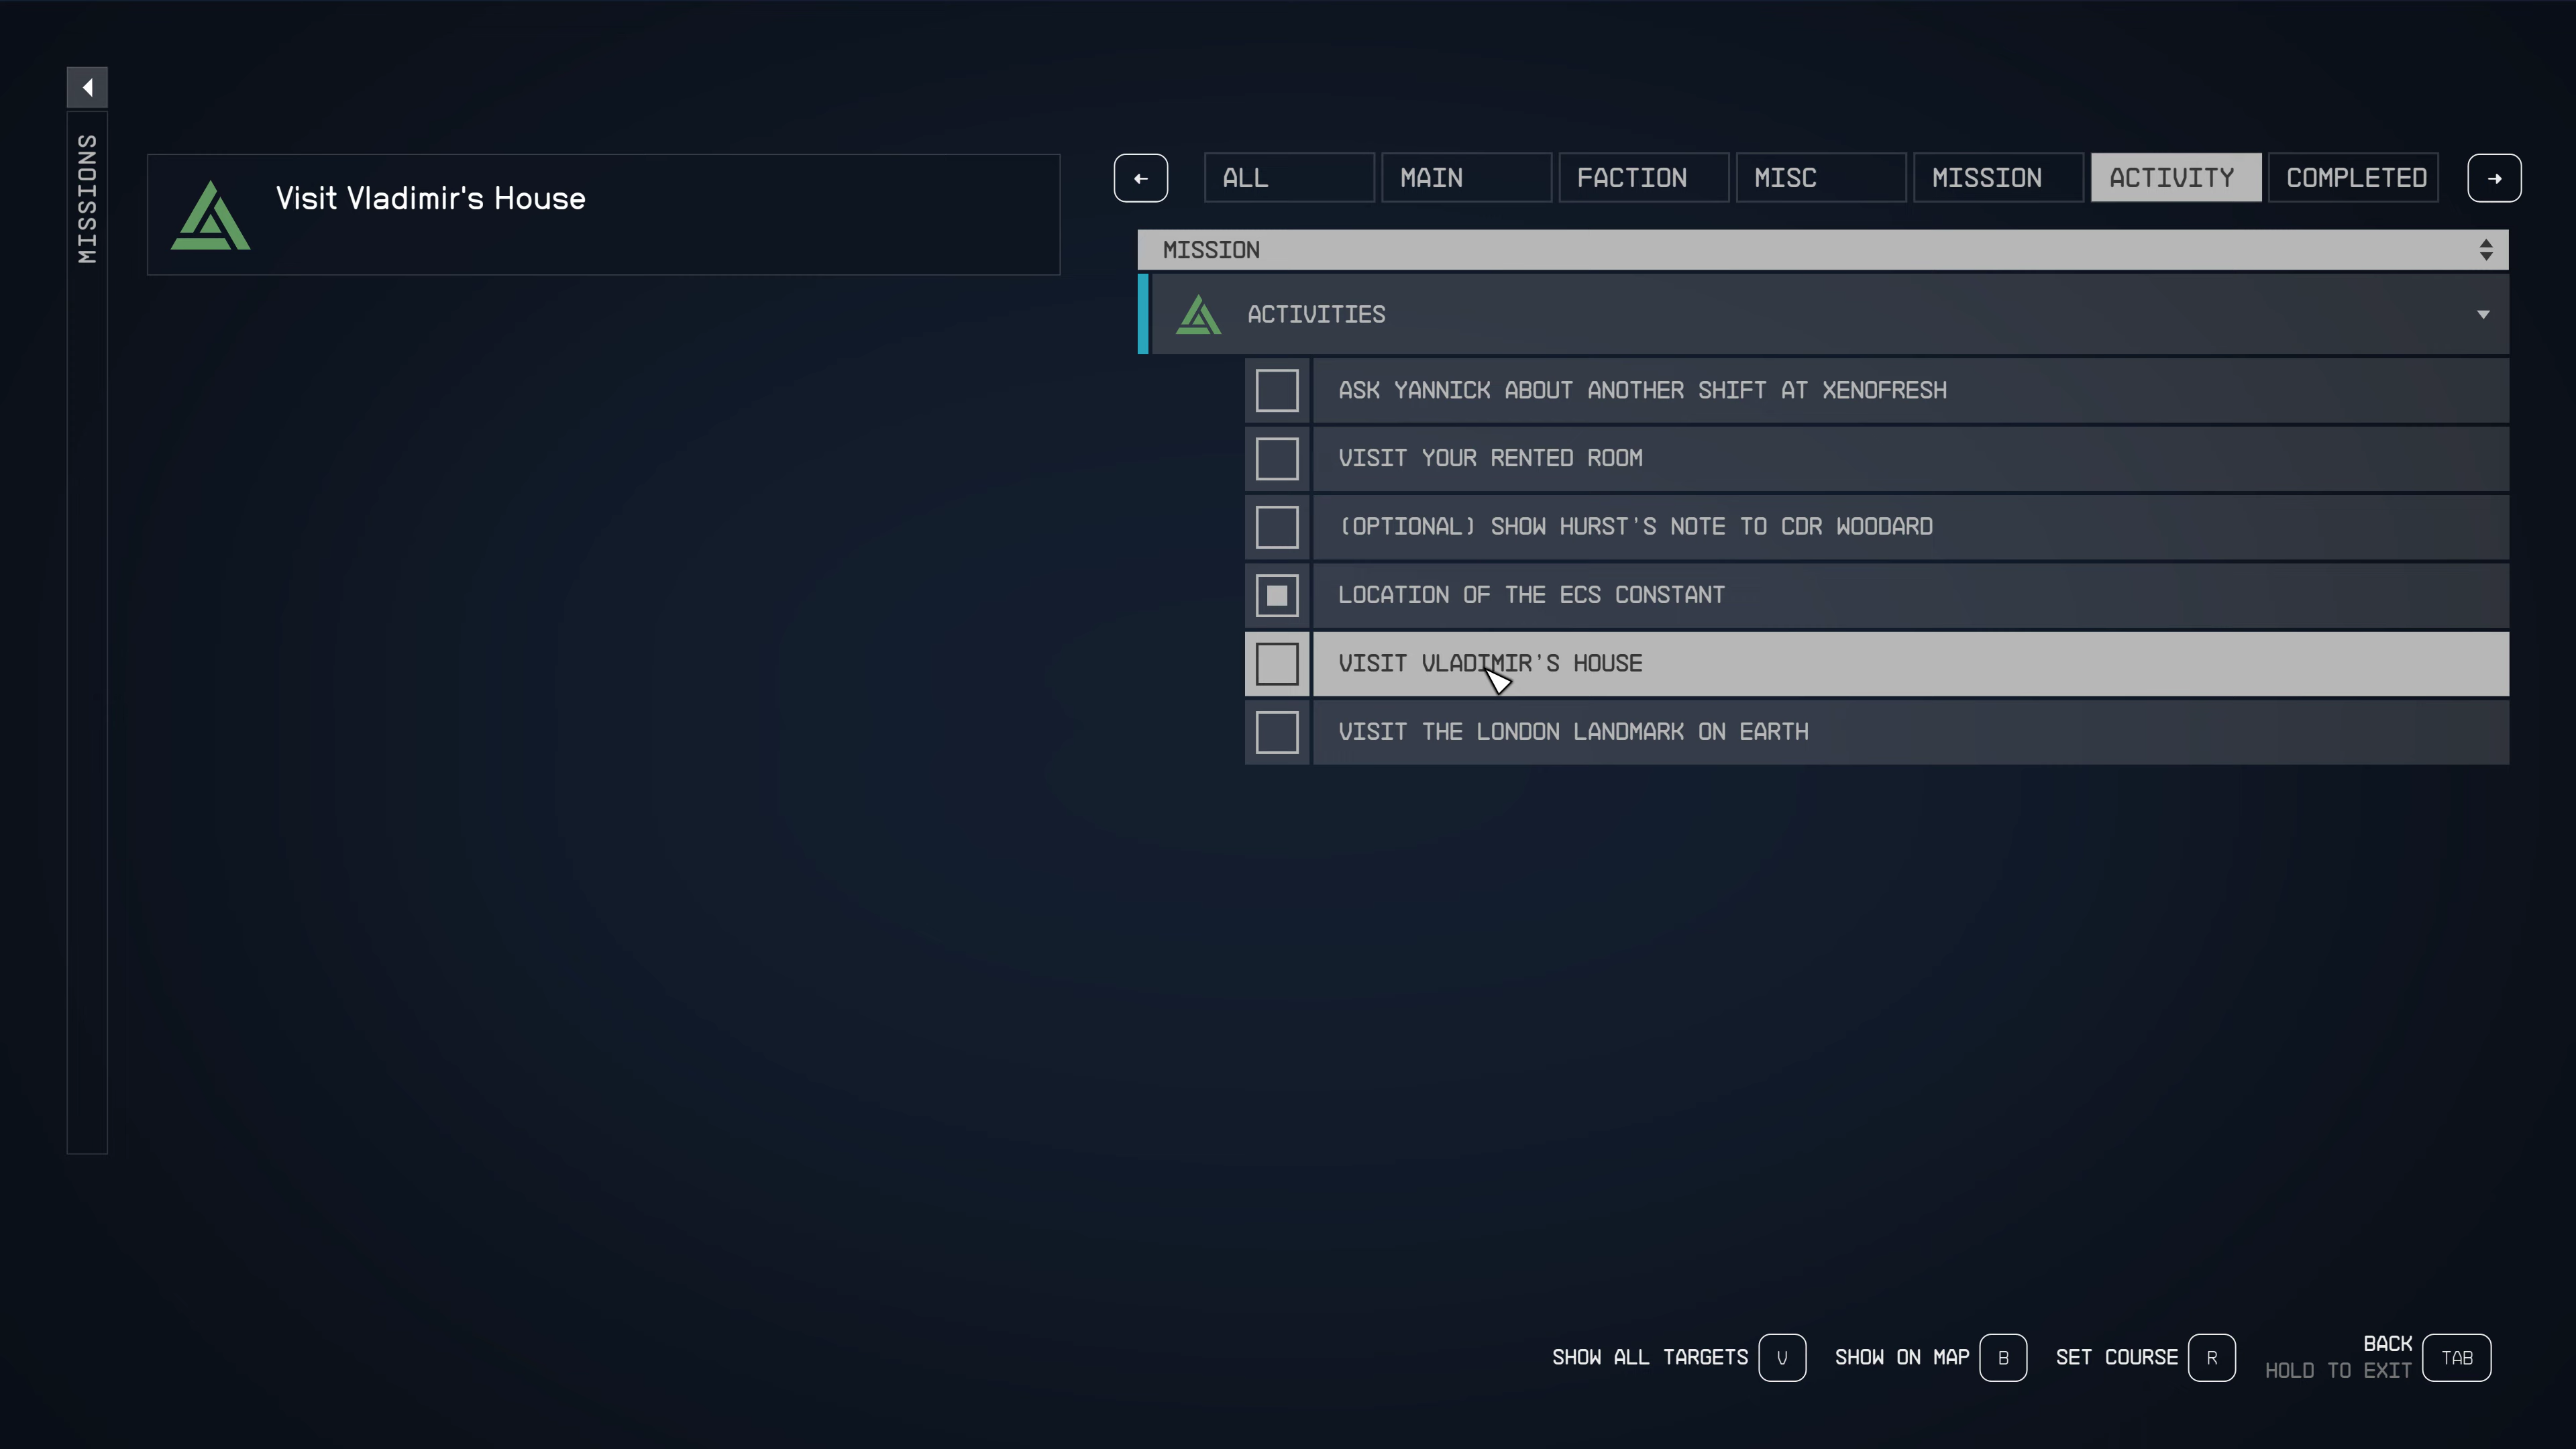 MISSIONS
Visit Vladimir's House
ALL MAIN FACTION MISC MISSION ACTIVITY COMPLETED
MISSION
ACTIVITIES
ASK YANNICK ABOUT ANOTHER SHIFT AT XENOFRESH
VISIT YOUR RENTED ROOM
(OPTIONAL) SHOW HURST'S NOTE TO CDR WOODARD
LOCATION OF THE ECS CONSTANT
VISIT VLADIMIR'S HOUSE
VISIT THE LONDON LANDMARK ON EARTH
SHOW ALL TARGETS V SHOW ON MAP B SET COURSE R BACK TAB
HOLD TO EXIT